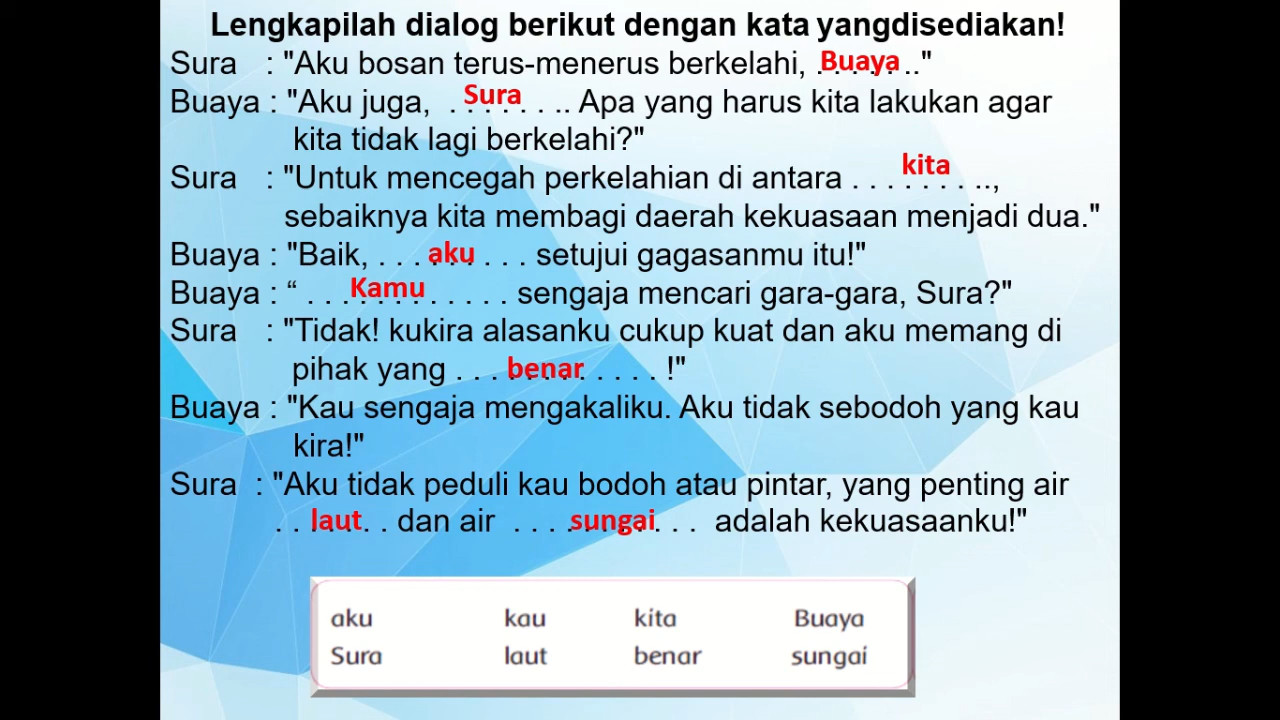 Lengkapilah dialog berikut dengan kata yangdisediakan!
Sura : "Aku bosan terus-menerus berkelahi, . Buaya .."
Buaya : "Aku juga, . Sura . . .. Apa yang harus kita lakukan agar
kita tidak lagi berkelahi?"
Sura : "Untuk mencegah perkelahian di antara . . . . kita . ..,
sebaiknya kita membagi daerah kekuasaan menjadi dua."
Buaya : "Baik, . . . aku . . . setujui gagasanmu itu!"
Buaya : “ . . . Kamu . . . . . sengaja mencari gara-gara, Sura?"
Sura : "Tidak! kukira alasanku cukup kuat dan aku memang di
pihak yang . . . benar . . . . . !"
Buaya : "Kau sengaja mengakaliku. Aku tidak sebodoh yang kau
kira!"
Sura : "Aku tidak peduli kau bodoh atau pintar, yang penting air
. . laut . . dan air . . . . sungai . . . adalah kekuasaanku!"
aku kau kita Buaya
Sura laut benar sungai